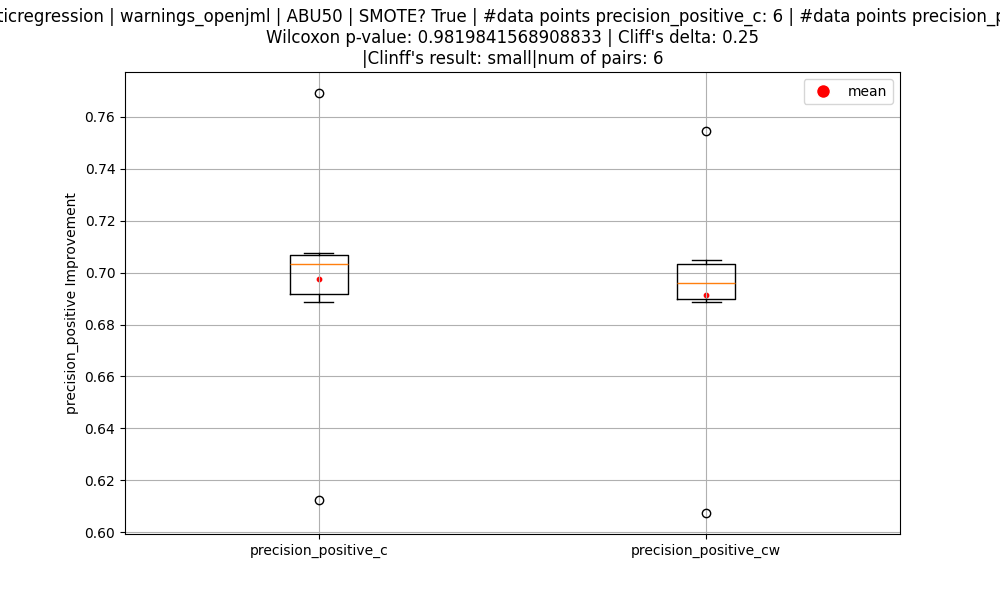 ticregression | warnings_openjml | ABU50 | SMOTE? True | #data points precision_positive_c: 6 | #data points precision_p
Wilcoxon p-value: 0.9819841568908833 | Cliff's delta: 0.25
|Clinff's result: small|num of pairs: 6
mean
precision_positive Improvement
0.76
0.74
0.72
0.70
0.68
0.66
0.64
0.62
0.60
precision_positive_c
precision_positive_cw